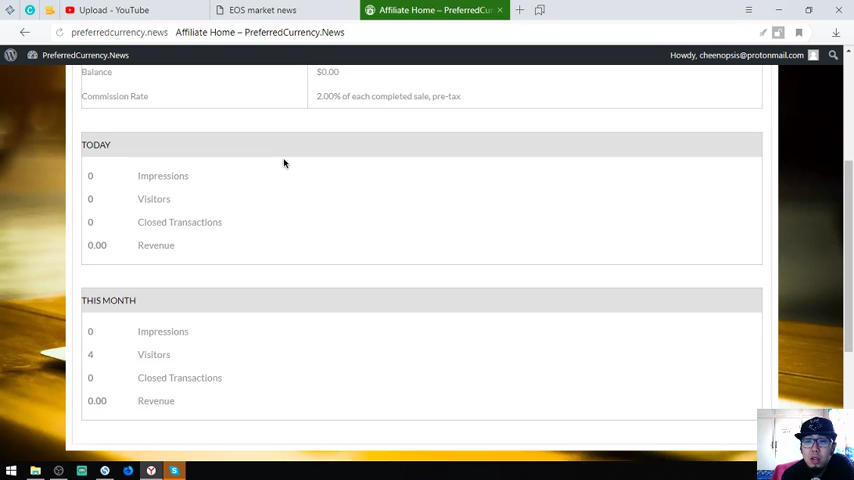 Upload - YouTube
EOS market news
Affiliate Home – PreferredCur
preferredcurrency.news
Affiliate Home – PreferredCurrency.News
PreferredCurrency.News
Howdy, cheenopsis@protonmail.com
Balance
$0.00
Commission Rate
2.00% of each completed sale, pre-tax
TODAY
0 Impressions
0 Visitors
0 Closed Transactions
0.00 Revenue
THIS MONTH
0 Impressions
4 Visitors
0 Closed Transactions
0.00 Revenue